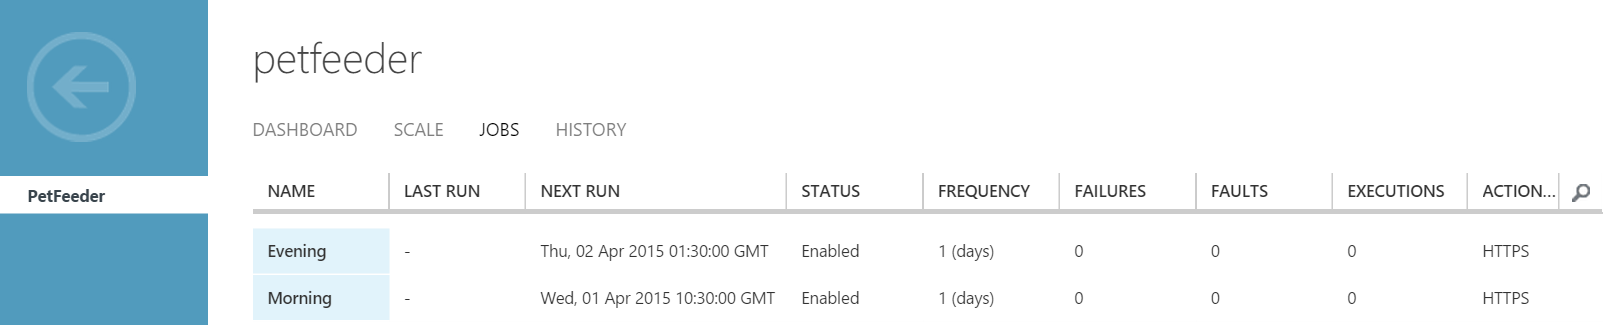 petfeeder
DASHBOARD SCALE JOBS HISTORY
PetFeeder
NAME LAST RUN NEXT RUN STATUS FREQUENCY FAILURES FAULTS EXECUTIONS ACTION...
Evening - Thu, 02 Apr 2015 01:30:00 GMT Enabled 1 (days) 0 0 0 HTTPS
Morning - Wed, 01 Apr 2015 10:30:00 GMT Enabled 1 (days) 0 0 0 HTTPS